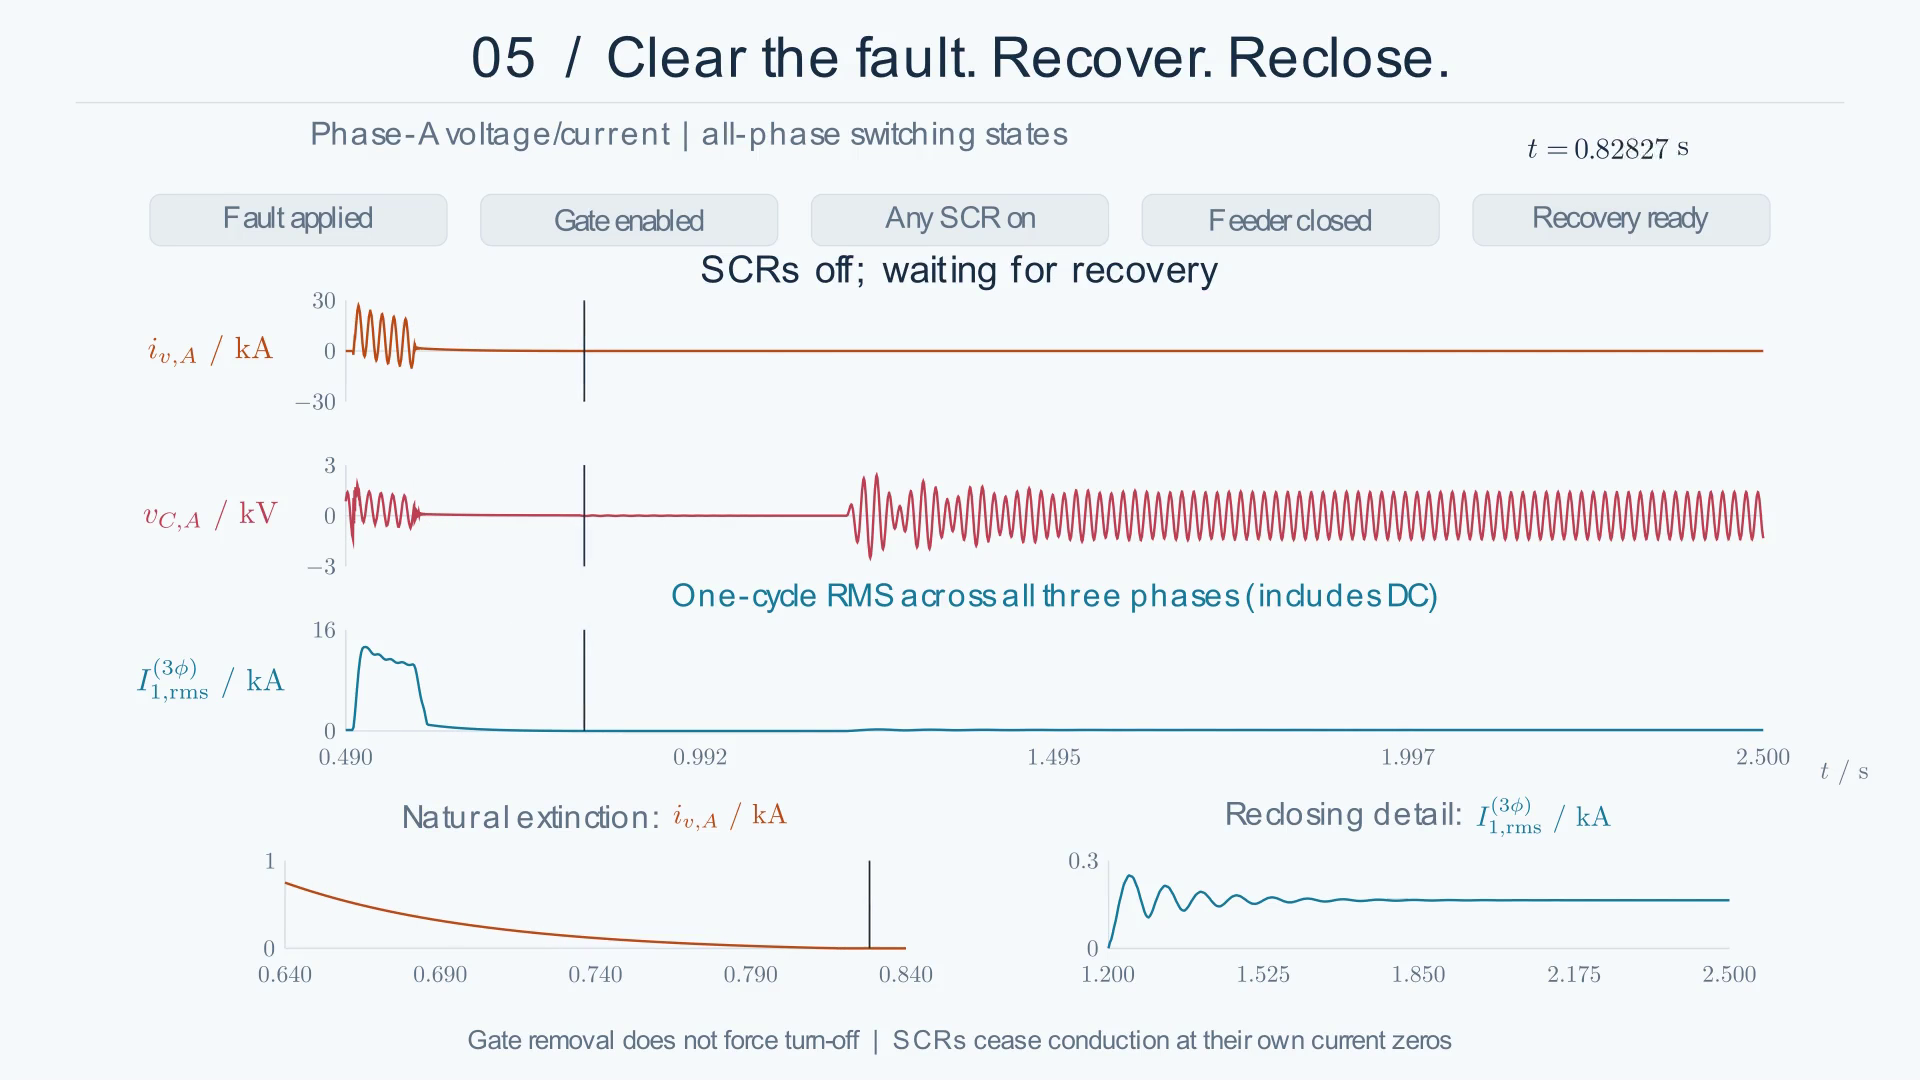 05 / Clear the fault. Recover. Reclose.
Phase-A voltage/current | all-phase switching states
t = 0.82827 s
Fault applied
Gate enabled
Any SCR on
Feeder closed
Recovery ready
SCRs off; waiting for recovery
30
i_{v,A} / kA
0
−30
3
v_{C,A} / kV
0
−3
One-cycle RMS across all three phases (includes DC)
16
I_{1,rms}^{(3ϕ)} / kA
0
0.490 0.992 1.495 1.997 2.500
t / s
Natural extinction: i_{v,A} / kA
1
0
0.640 0.690 0.740 0.790 0.840
Reclosing detail: I_{1,rms}^{(3ϕ)} / kA
0.3
0
1.200 1.525 1.850 2.175 2.500
Gate removal does not force turn-off | SCRs cease conduction at their own current zeros